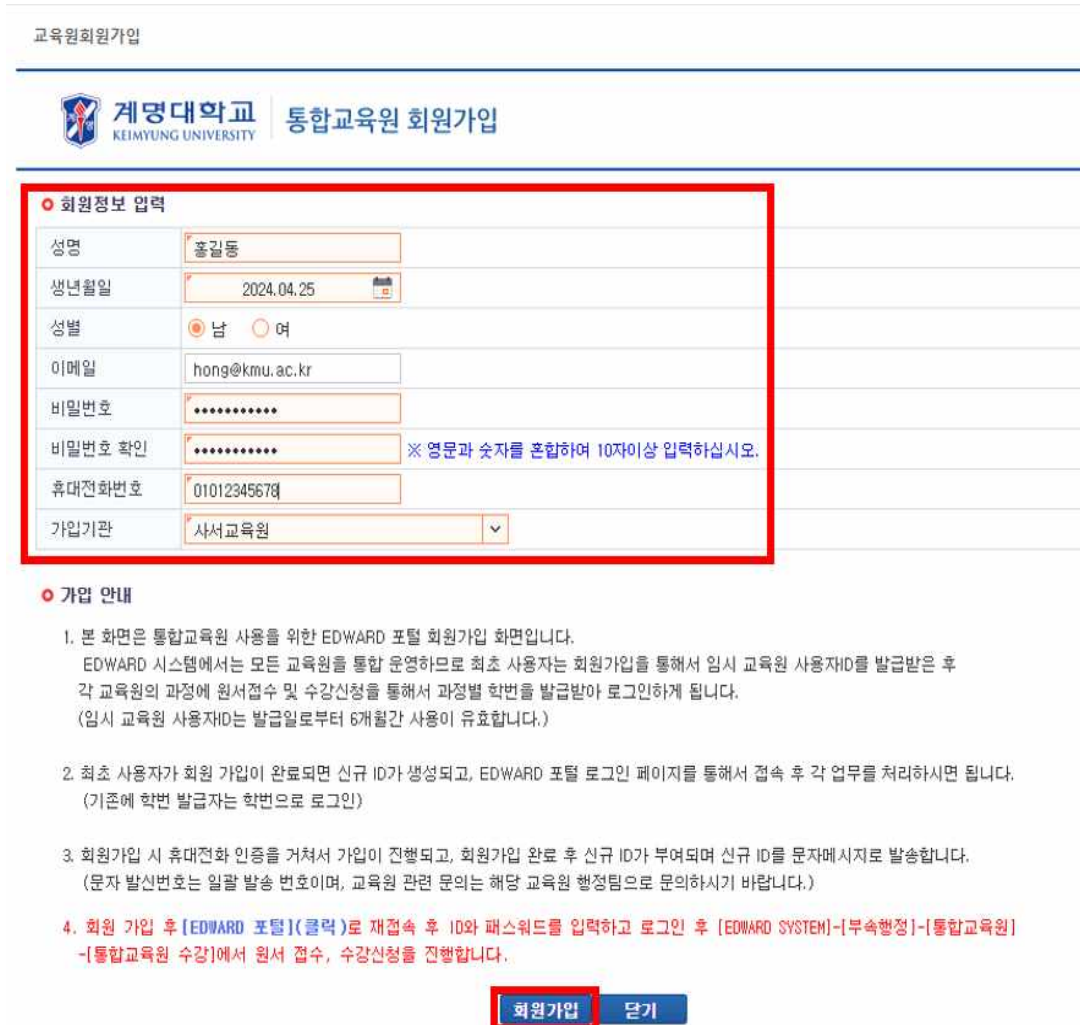 교육원회원가입
계명대학교
KEIMYUNG UNIVERSITY
통합교육원 회원가입
회원정보 입력
성명 홍길동
생년월일 2024.04.25
성별 남 여
이메일 hong@kmu.ac.kr
비밀번호 •••••••••••
비밀번호 확인 ••••••••••• ※ 영문과 숫자를 혼합하여 10자이상 입력하십시오.
휴대전화번호 01012345678
가입기관 사서교육원
가입 안내
1. 본 화면은 통합교육원 사용을 위한 EDWARD 포털 회원가입 화면입니다.
EDWARD 시스템에서는 모든 교육원을 통합 운영하므로 최초 사용자는 회원가입을 통해서 임시 교육원 사용자ID를 발급받은 후
각 교육원의 과정에 원서접수 및 수강신청을 통해서 과정별 학번을 발급받아 로그인하게 됩니다.
(임시 교육원 사용자ID는 발급일로부터 6개월간 사용이 유효합니다.)
2. 최초 사용자가 회원 가입이 완료되면 신규 ID가 생성되고, EDWARD 포털 로그인 페이지를 통해서 접속 후 각 업무를 처리하시면 됩니다.
(기존에 학번 발급자는 학번으로 로그인)
3. 회원가입 시 휴대전화 인증을 거쳐서 가입이 진행되고, 회원가입 완료 후 신규 ID가 부여되며 신규 ID를 문자메시지로 발송합니다.
(문자 발신번호는 일괄 발송 번호이며, 교육원 관련 문의는 해당 교육원 행정팀으로 문의하시기 바랍니다.)
4. 회원 가입 후 [EDWARD 포털](클릭)로 재접속 후 ID와 패스워드를 입력하고 로그인 후 [EDWARD SYSTEM]-[부속행정]-[통합교육원]
-[통합교육원 수강]에서 원서 접수, 수강신청을 진행합니다.
회원가입 닫기